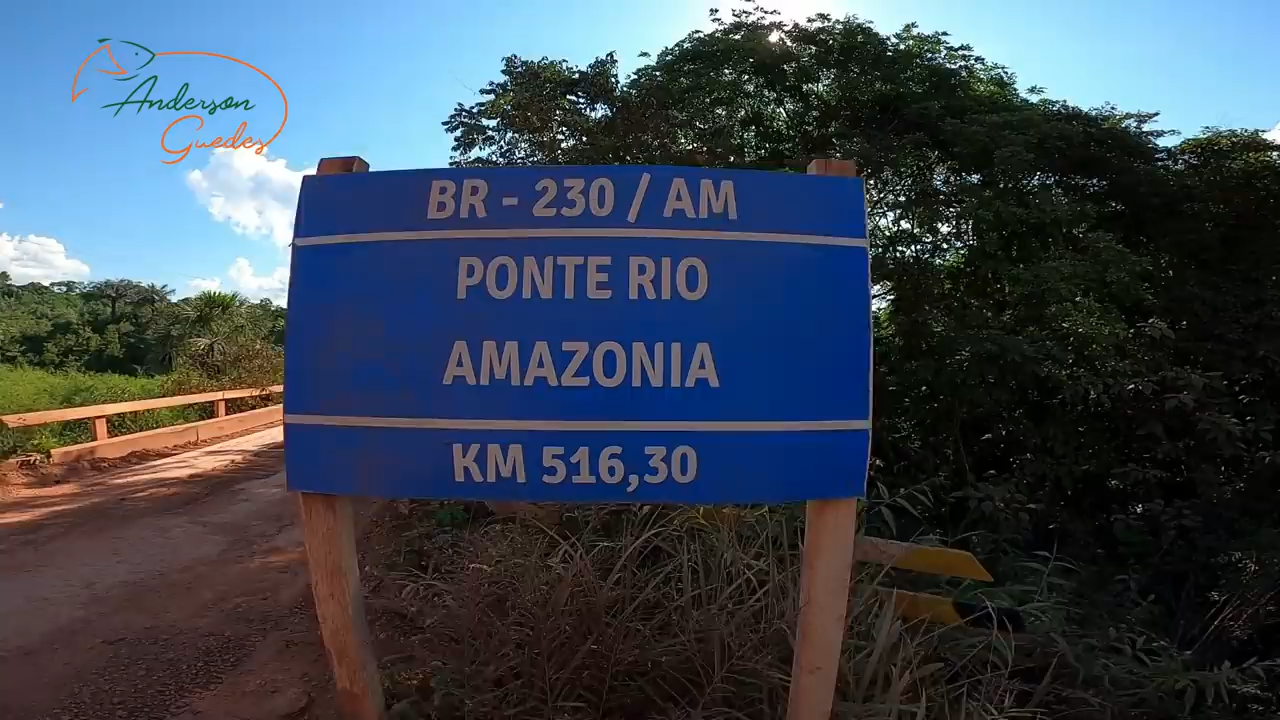 Anderson
Guedes
BR - 230 / AM
PONTE RIO
AMAZONIA
KM 516,30